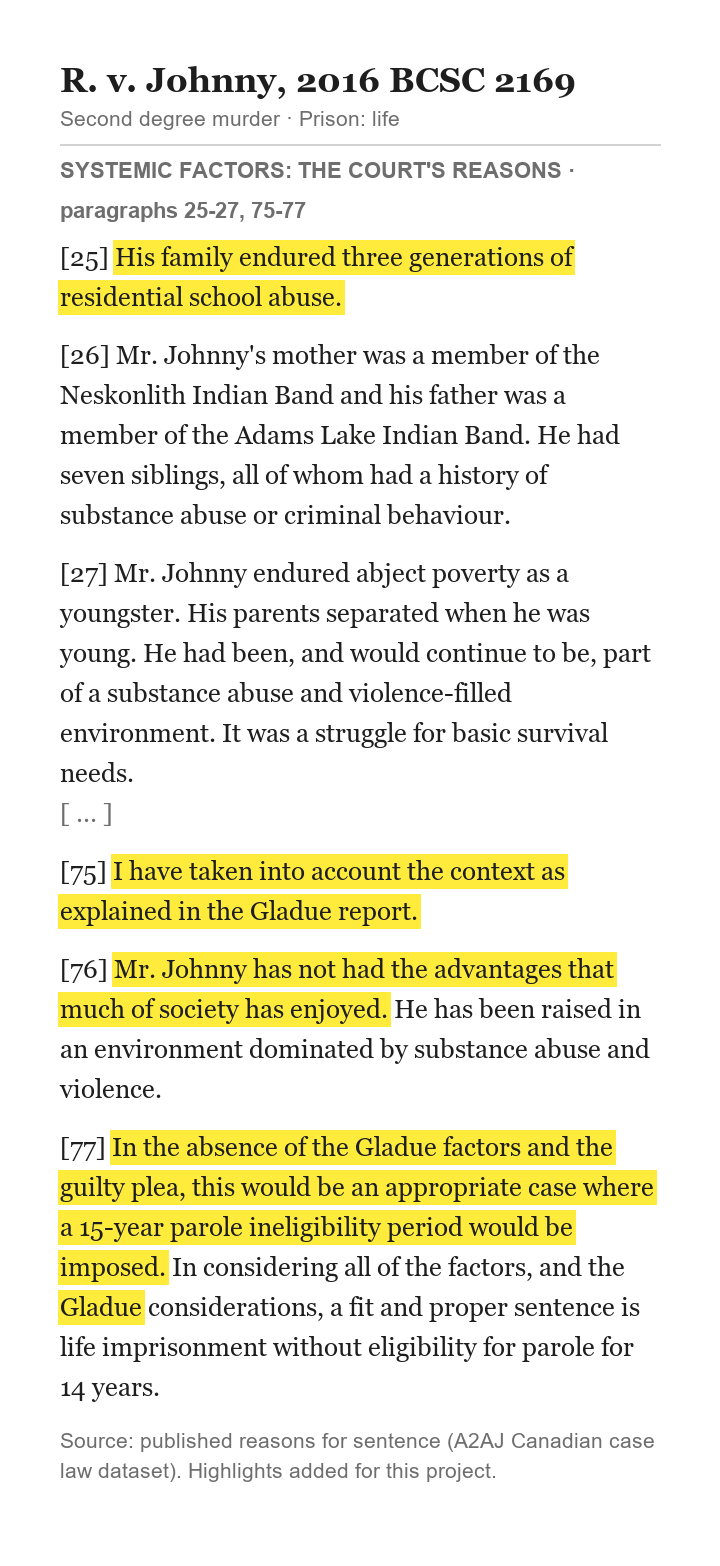 R. v. Johnny, 2016 BCSC 2169
Second degree murder · Prison: life
SYSTEMIC FACTORS: THE COURT'S REASONS ·
paragraphs 25-27, 75-77
[25] His family endured three generations of
residential school abuse.
[26] Mr. Johnny's mother was a member of the
Neskonlith Indian Band and his father was a
member of the Adams Lake Indian Band. He had
seven siblings, all of whom had a history of
substance abuse or criminal behaviour.
[27] Mr. Johnny endured abject poverty as a
youngster. His parents separated when he was
young. He had been, and would continue to be, part
of a substance abuse and violence-filled
environment. It was a struggle for basic survival
needs.
[ ... ]
[75] I have taken into account the context as
explained in the Gladue report.
[76] Mr. Johnny has not had the advantages that
much of society has enjoyed. He has been raised in
an environment dominated by substance abuse and
violence.
[77] In the absence of the Gladue factors and the
guilty plea, this would be an appropriate case where
a 15-year parole ineligibility period would be
imposed. In considering all of the factors, and the
Gladue considerations, a fit and proper sentence is
life imprisonment without eligibility for parole for
14 years.
Source: published reasons for sentence (A2AJ Canadian case
law dataset). Highlights added for this project.